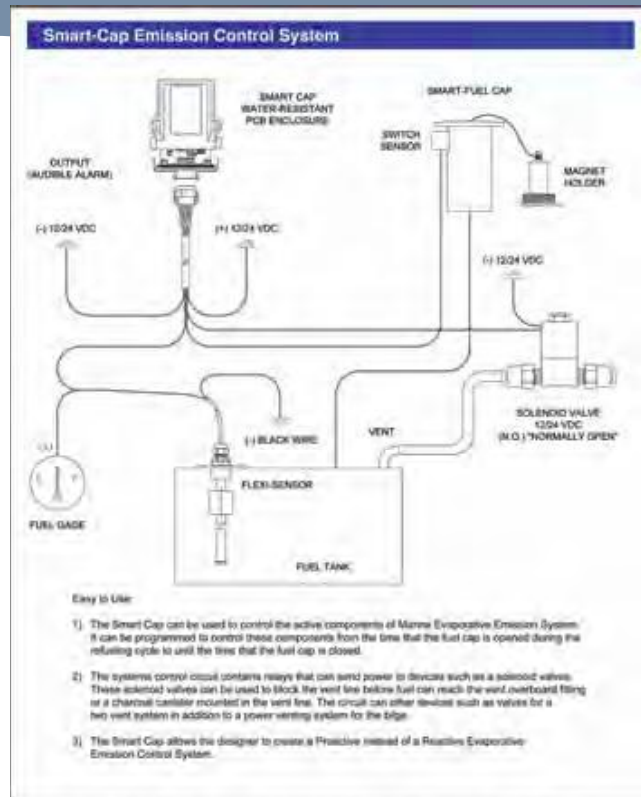 Smart-Cap Emission Control System
SMART CAP
WATER-RESISTANT
PCB ENCLOSURE
SMART-FUEL CAP
SWITCH
SENSOR
OUTPUT
(AUDIBLE ALARM)
MAGNET
HOLDER
(-) 12/24 VDC
(+) 12/24 VDC
(-) 12/24 VDC
SOLENOID VALVE
12/24 VDC
(N.O.) "NORMALLY OPEN"
(-) BLACK WIRE
VENT
FUEL GAGE
FLEXI-SENSOR
FUEL TANK
Easy to Use:
1) The Smart Cap can be used to control the active components of Marine Evaporative Emission System.
It can be programmed to control these components from the time that the fuel cap is opened during the
refueling cycle to until the time that the fuel cap is closed.
2) The systems control circuit contains relays that can send power to devices such as a solenoid valves.
These solenoid valves can be used to block the vent line before fuel can reach the vent overboard fitting
or a charcoal canister mounted in the vent line. The circuit can other devices such as valves for a
two vent system in addition to a power venting system for the bilge.
3) The Smart Cap allows the designer to create a Proactive instead of a Reactive Evaporative
Emission Control System.